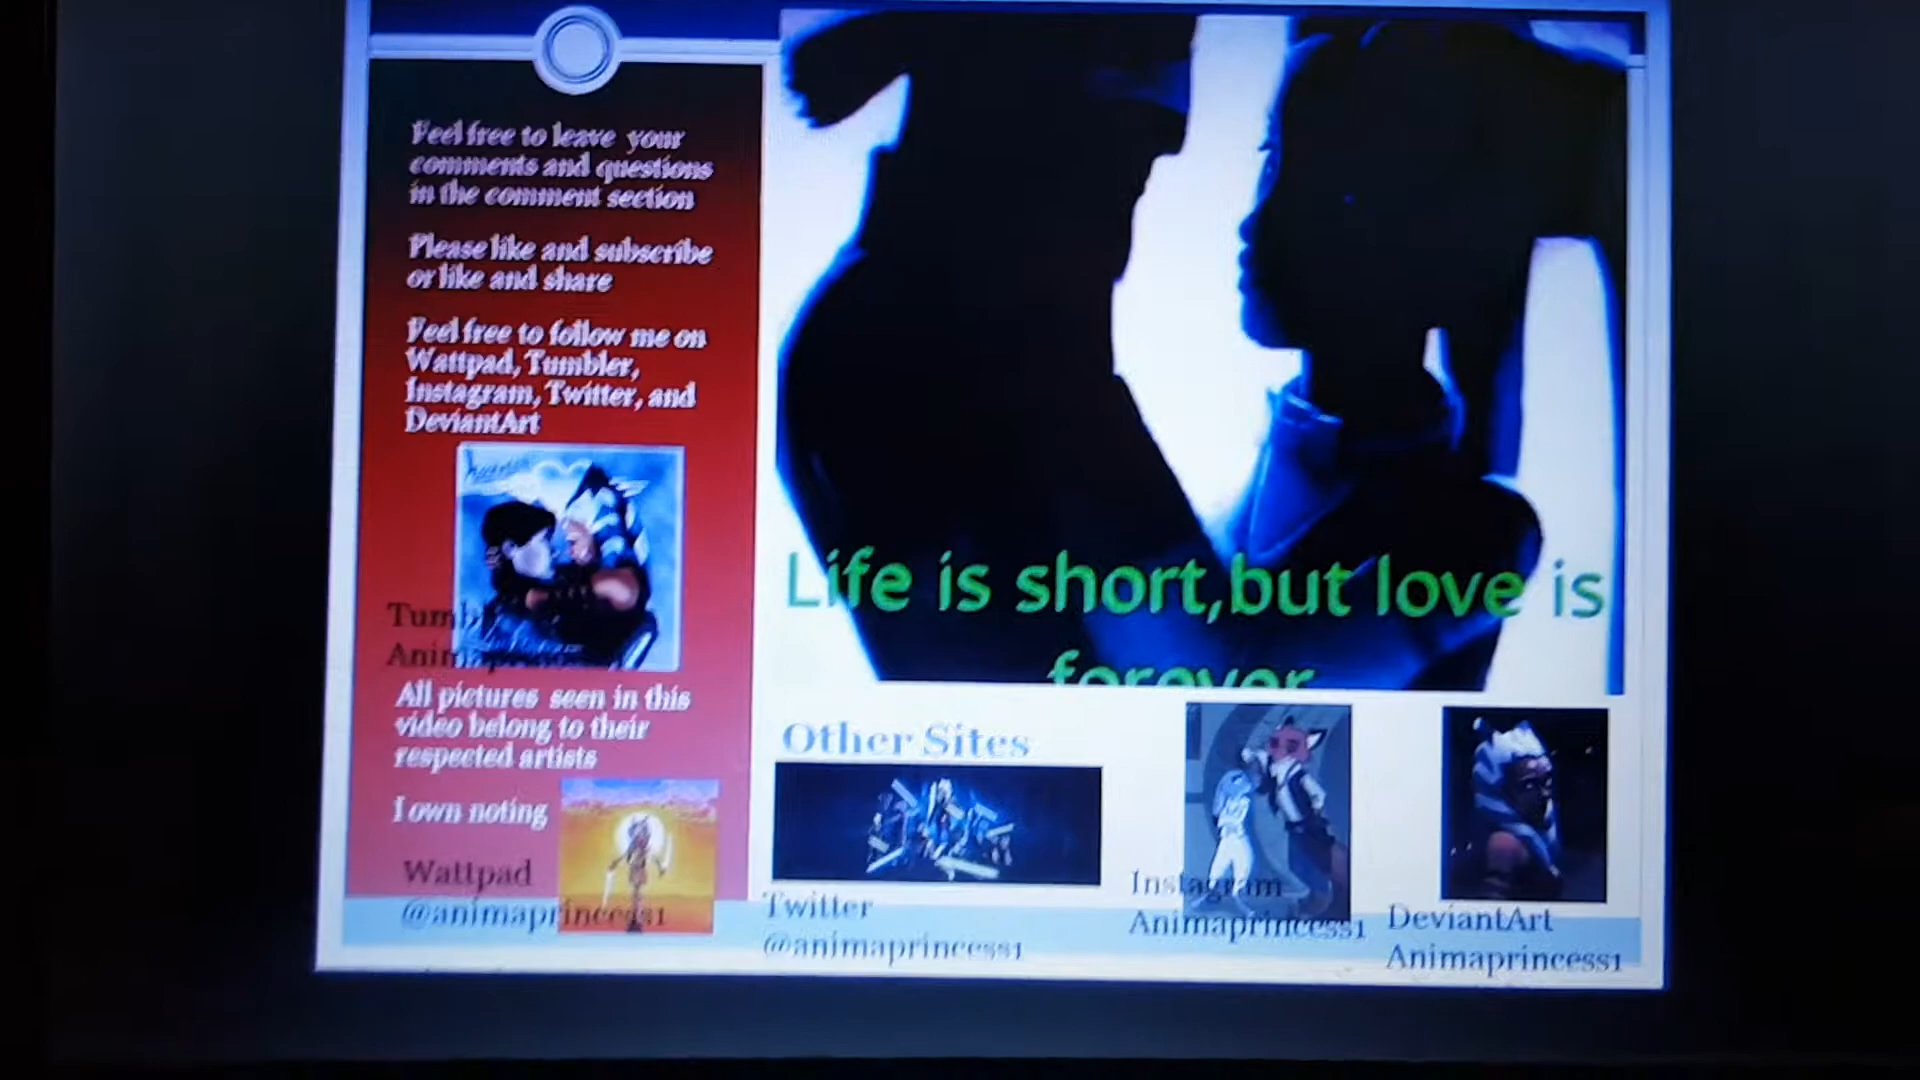 Feel free to leave your
comments and questions
in the comment section
Please like and subscribe
or like and share
Feel free to follow me on
Wattpad, Tumbler,
Instagram, Twitter, and
DeviantArt
All pictures seen in this
video belong to their
respected artists
I own noting
Wattpad
@animaprincess1
Life is short,but love is
forever
Other Sites
Twitter
@animaprincess1
Instagram
Animaprincess1
DeviantArt
Animaprincess1